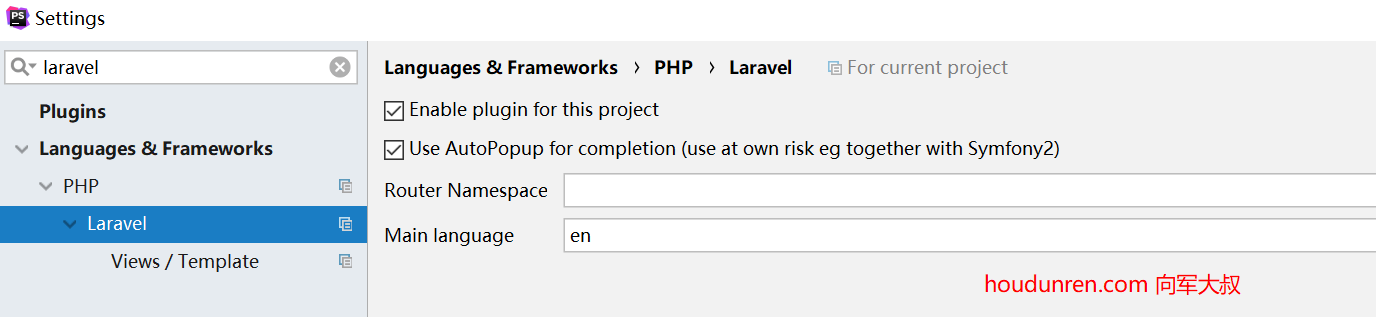 PS Settings
laravel
Plugins
Languages & Frameworks
PHP
Laravel
Views / Template
Languages & Frameworks › PHP › Laravel For current project
Enable plugin for this project
Use AutoPopup for completion (use at own risk eg together with Symfony2)
Router Namespace
Main language en
houdunren.com 向军大叔